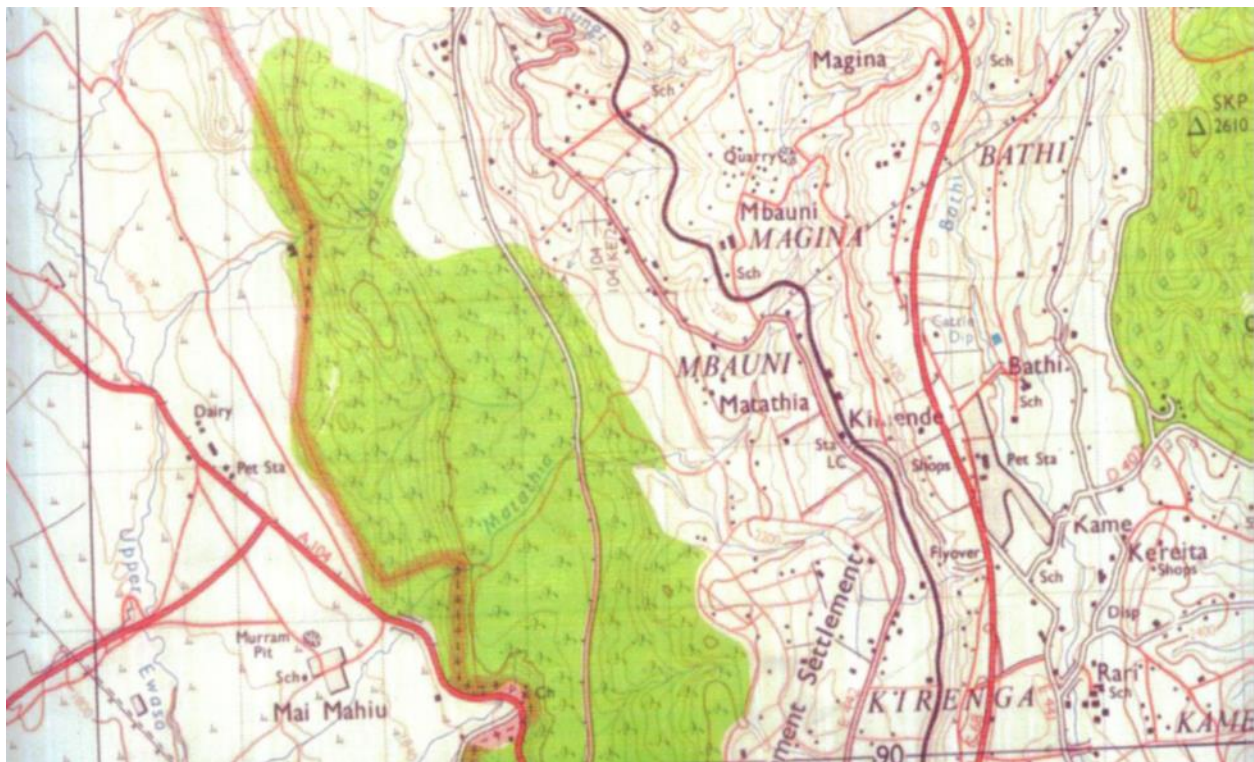 Magina
Sch
Sch
SKP
2610
Quarry
BATHI
Bathi
Mbauni
MAGINA
104
Sch
Cattle
Dip
MBAUNI
Bathi
Matathia
Sch
Dairy
Sta
LC
Shops
Pet Sta
Pet Sta
Matathia
A 104
Kame
Flyover
Kereita
Shops
Sch
Upper
Disp
Murram
Pit
Settlement
Sch
Ewaso
Ch
Rari
Sch
Mai Mahiu
KIRENGA
KAME
90